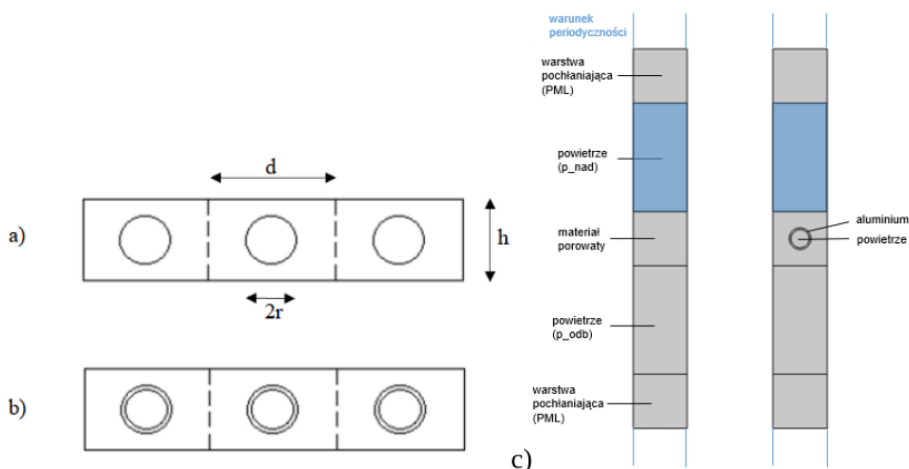 a)
d
h
2r
b)
warunek
periodyczności
warstwa
pochłaniająca
(PML)
powietrze
(p_nad)
materiał
porowaty
powietrze
(p_odb)
warstwa
pochłaniająca
(PML)
aluminium
powietrze
c)